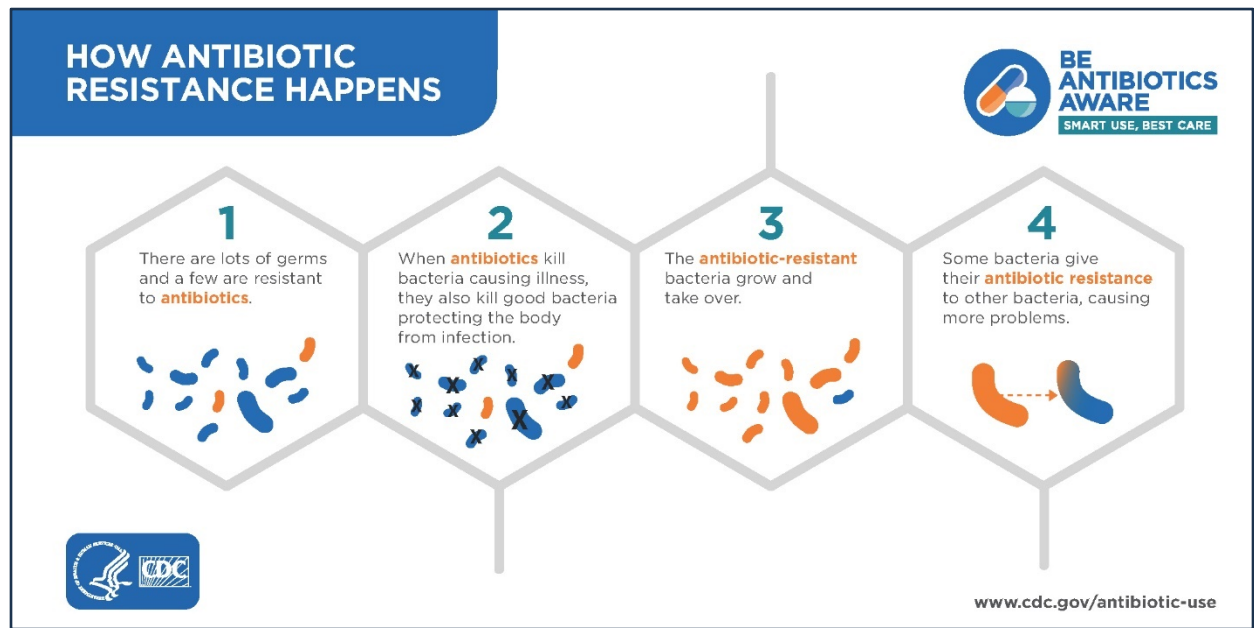 HOW ANTIBIOTIC
RESISTANCE HAPPENS
BE
ANTIBIOTICS
AWARE
SMART USE, BEST CARE
1
There are lots of germs
and a few are resistant
to antibiotics.
2
When antibiotics kill
bacteria causing illness,
they also kill good bacteria
protecting the body
from infection.
X
X
X
X
X
X
X
X
X
X
3
The antibiotic-resistant
bacteria grow and
take over.
4
Some bacteria give
their antibiotic resistance
to other bacteria, causing
more problems.
CDC
www.cdc.gov/antibiotic-use